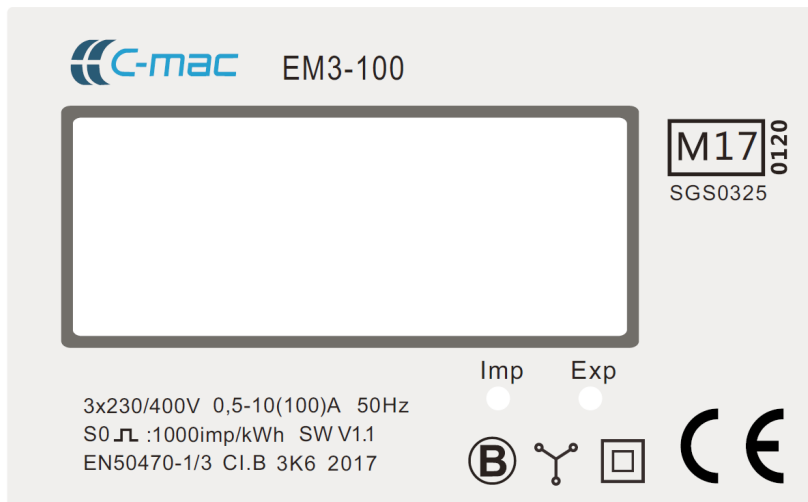 C-mac EM3-100
M17 0120
SGS0325
Imp Exp
3x230/400V 0,5-10(100)A 50Hz
S0 :1000imp/kWh SW V1.1
EN50470-1/3 Cl.B 3K6 2017
B
CE